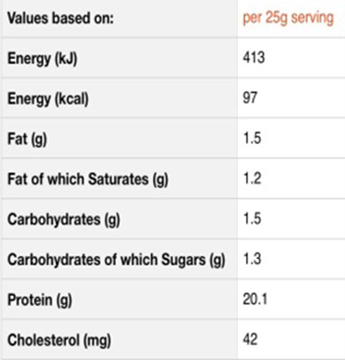 Values based on: per 25g serving
Energy (kJ) 413
Energy (kcal) 97
Fat (g) 1.5
Fat of which Saturates (g) 1.2
Carbohydrates (g) 1.5
Carbohydrates of which Sugars (g) 1.3
Protein (g) 20.1
Cholesterol (mg) 42